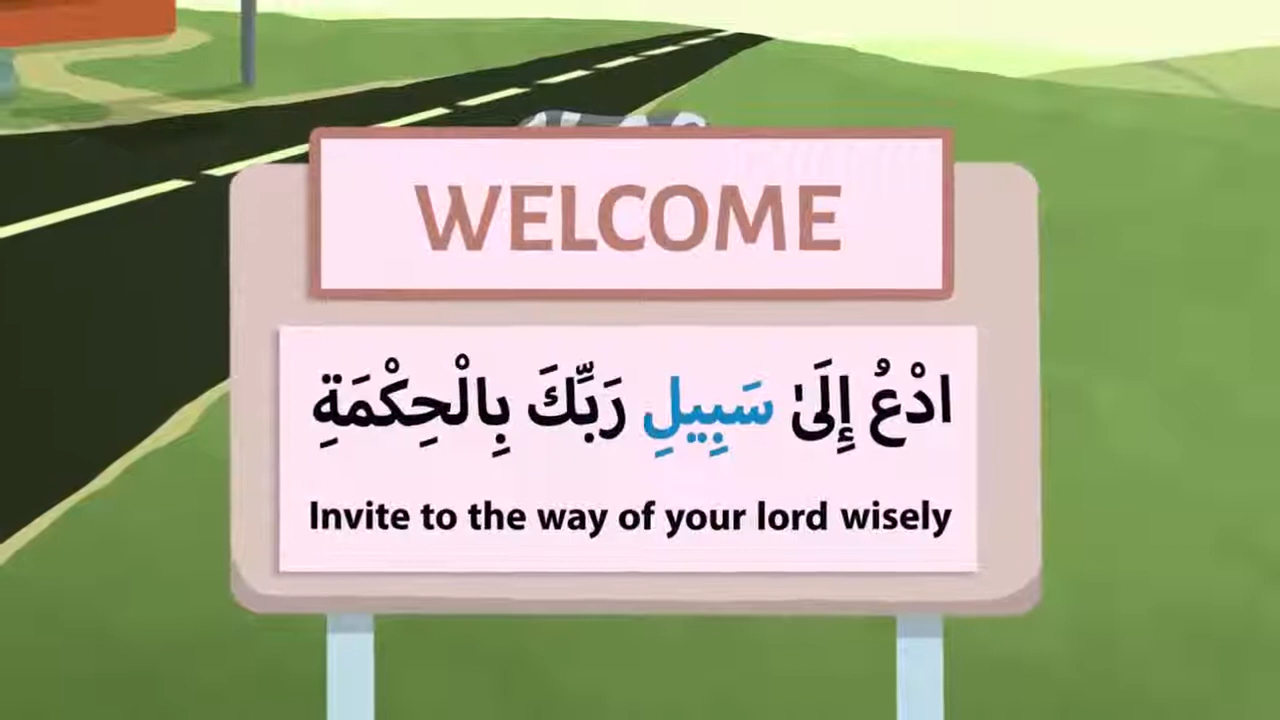 WELCOME
ادْعُ إِلَىٰ سَبِيلِ رَبِّكَ بِالْحِكْمَةِ
Invite to the way of your lord wisely